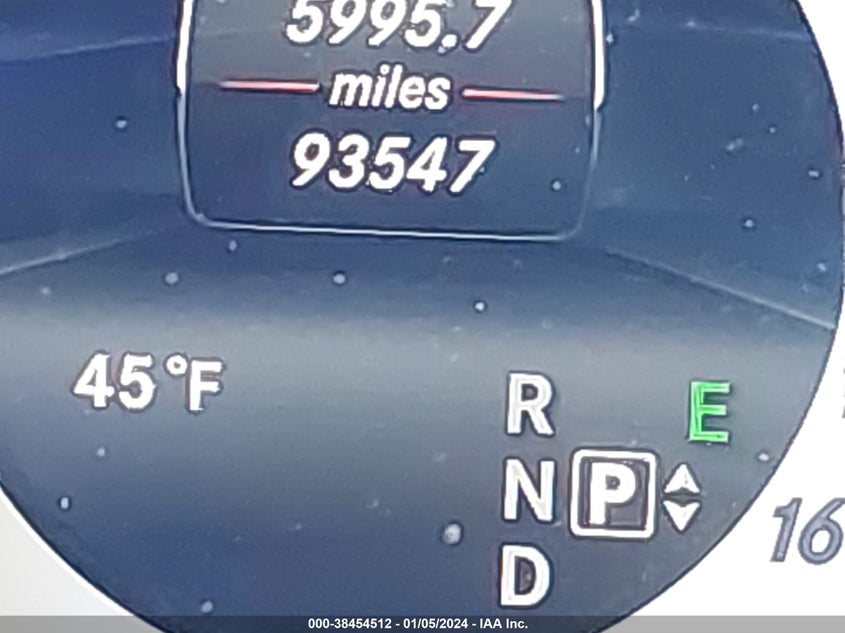 5995.7
miles
93547
45°F
R
E
N P
D
16
000-38454512 - 01/05/2024 - IAA Inc.